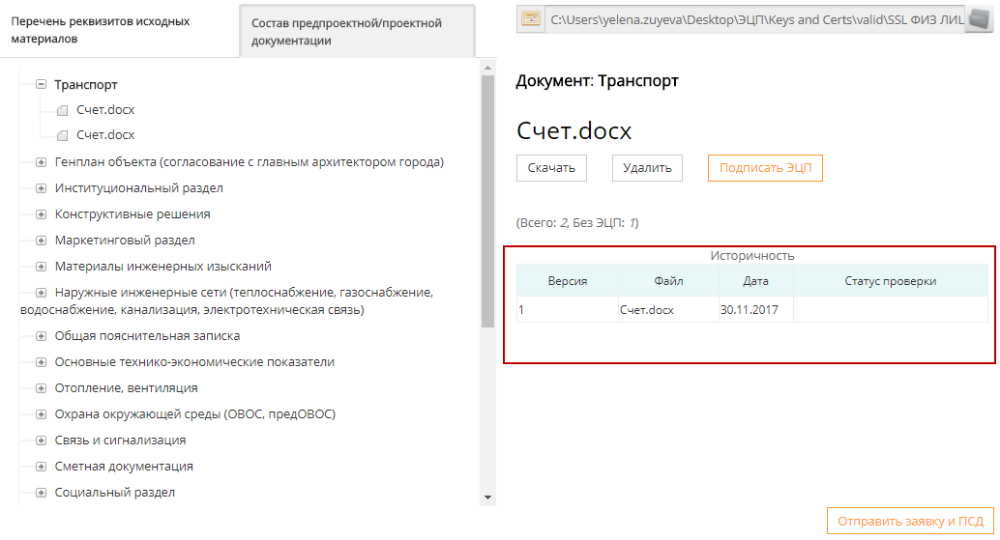 Перечень реквизитов исходных
материалов
Состав предпроектной/проектной
документации
Транспорт
Счет.docx
Счет.docx
Генплан объекта (согласование с главным архитектором города)
Институциональный раздел
Конструктивные решения
Маркетинговый раздел
Материалы инженерных изысканий
Наружные инженерные сети (теплоснабжение, газоснабжение,
водоснабжение, канализация, электротехническая связь)
Общая пояснительная записка
Основные технико-экономические показатели
Отопление, вентиляция
Охрана окружающей среды (ОВОС, предОВОС)
Связь и сигнализация
Сметная документация
Социальный раздел
C:\Users\yelena.zuyeva\Desktop\ЭЦП\Keys and Certs\valid\SSL ФИЗ ЛИЦ
Документ: Транспорт
Счет.docx
Скачать Удалить Подписать ЭЦП
(Всего: 2, Без ЭЦП: 1)
Историчность
Версия Файл Дата Статус проверки
1 Счет.docx 30.11.2017
Отправить заявку и ПСД